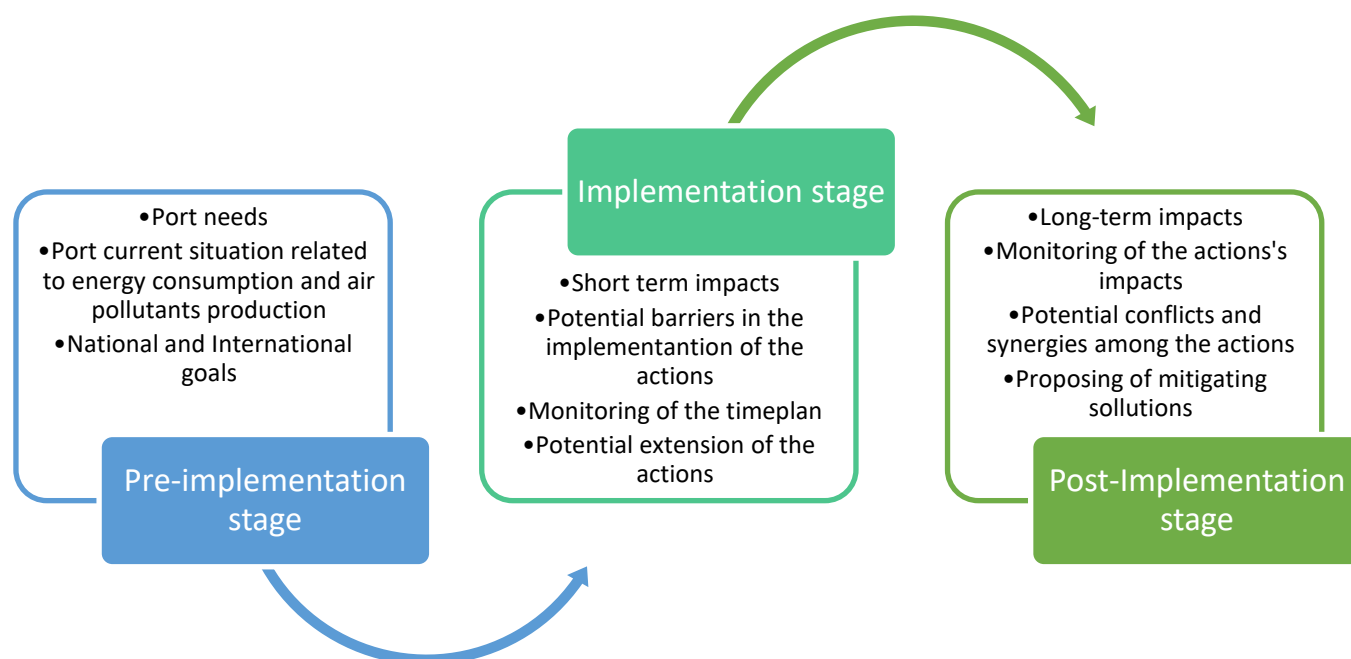 •Port needs
•Port current situation related
to energy consumption and air
pollutants production
•National and International
goals
Pre-implementation
stage
Implementation stage
•Short term impacts
•Potential barriers in the
implementantion of the
actions
•Monitoring of the timeplan
•Potential extension of the
actions
•Long-term impacts
•Monitoring of the actions's
impacts
•Potential conflicts and
synergies among the actions
•Proposing of mitigating
sollutions
Post-Implementation
stage